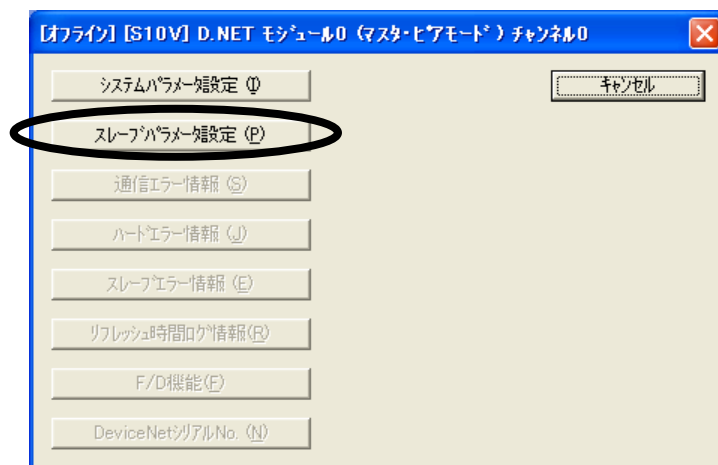 [ｵﾌﾗｲﾝ] [S10V] D.NET ﾓｼﾞｭｰﾙ0 (ﾏｽﾀ･ﾋﾟｱﾓｰﾄﾞ) ﾁｬﾝﾈﾙ0
ｼｽﾃﾑﾊﾟﾗﾒｰﾀ設定 (I)
ｷｬﾝｾﾙ
ｽﾚｰﾌﾞﾊﾟﾗﾒｰﾀ設定 (P)
通信ｴﾗｰ情報 (S)
ﾊｰﾄﾞｴﾗｰ情報 (J)
ｽﾚｰﾌﾞｴﾗｰ情報 (E)
ﾘﾌﾚｯｼｭ時間ﾛｸﾞ情報(R)
F/D機能(F)
DeviceNetｼﾘｱﾙNo. (N)